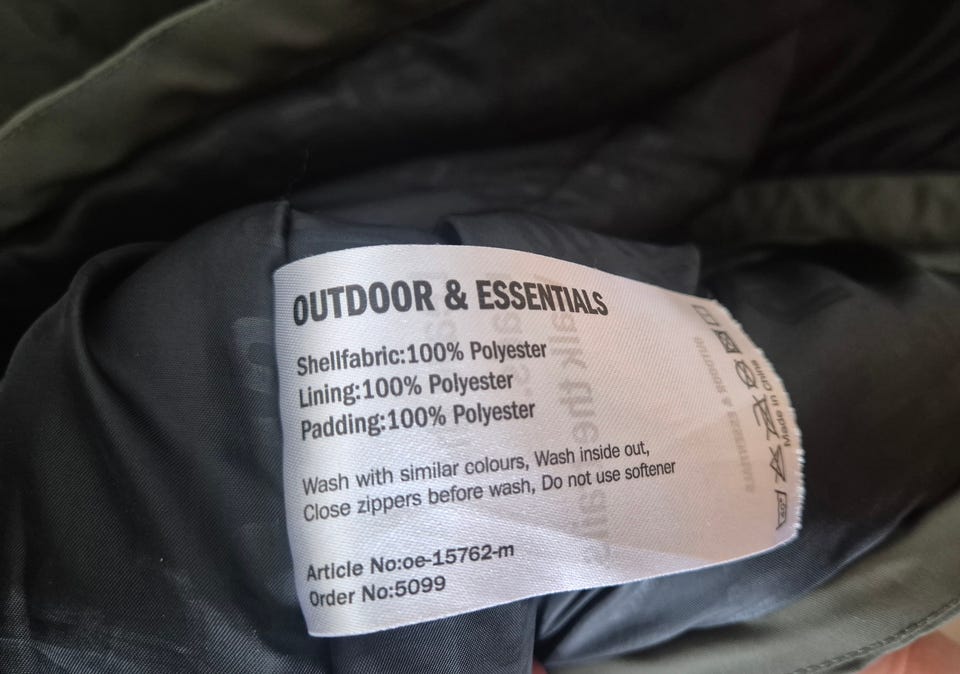 OUTDOOR & ESSENTIALS
Shellfabric:100% Polyester
Lining:100% Polyester
Padding:100% Polyester
Wash with similar colours, Wash inside out,
Close zippers before wash, Do not use softener
Article No:oe-15762-m
Order No:5099
Made in China